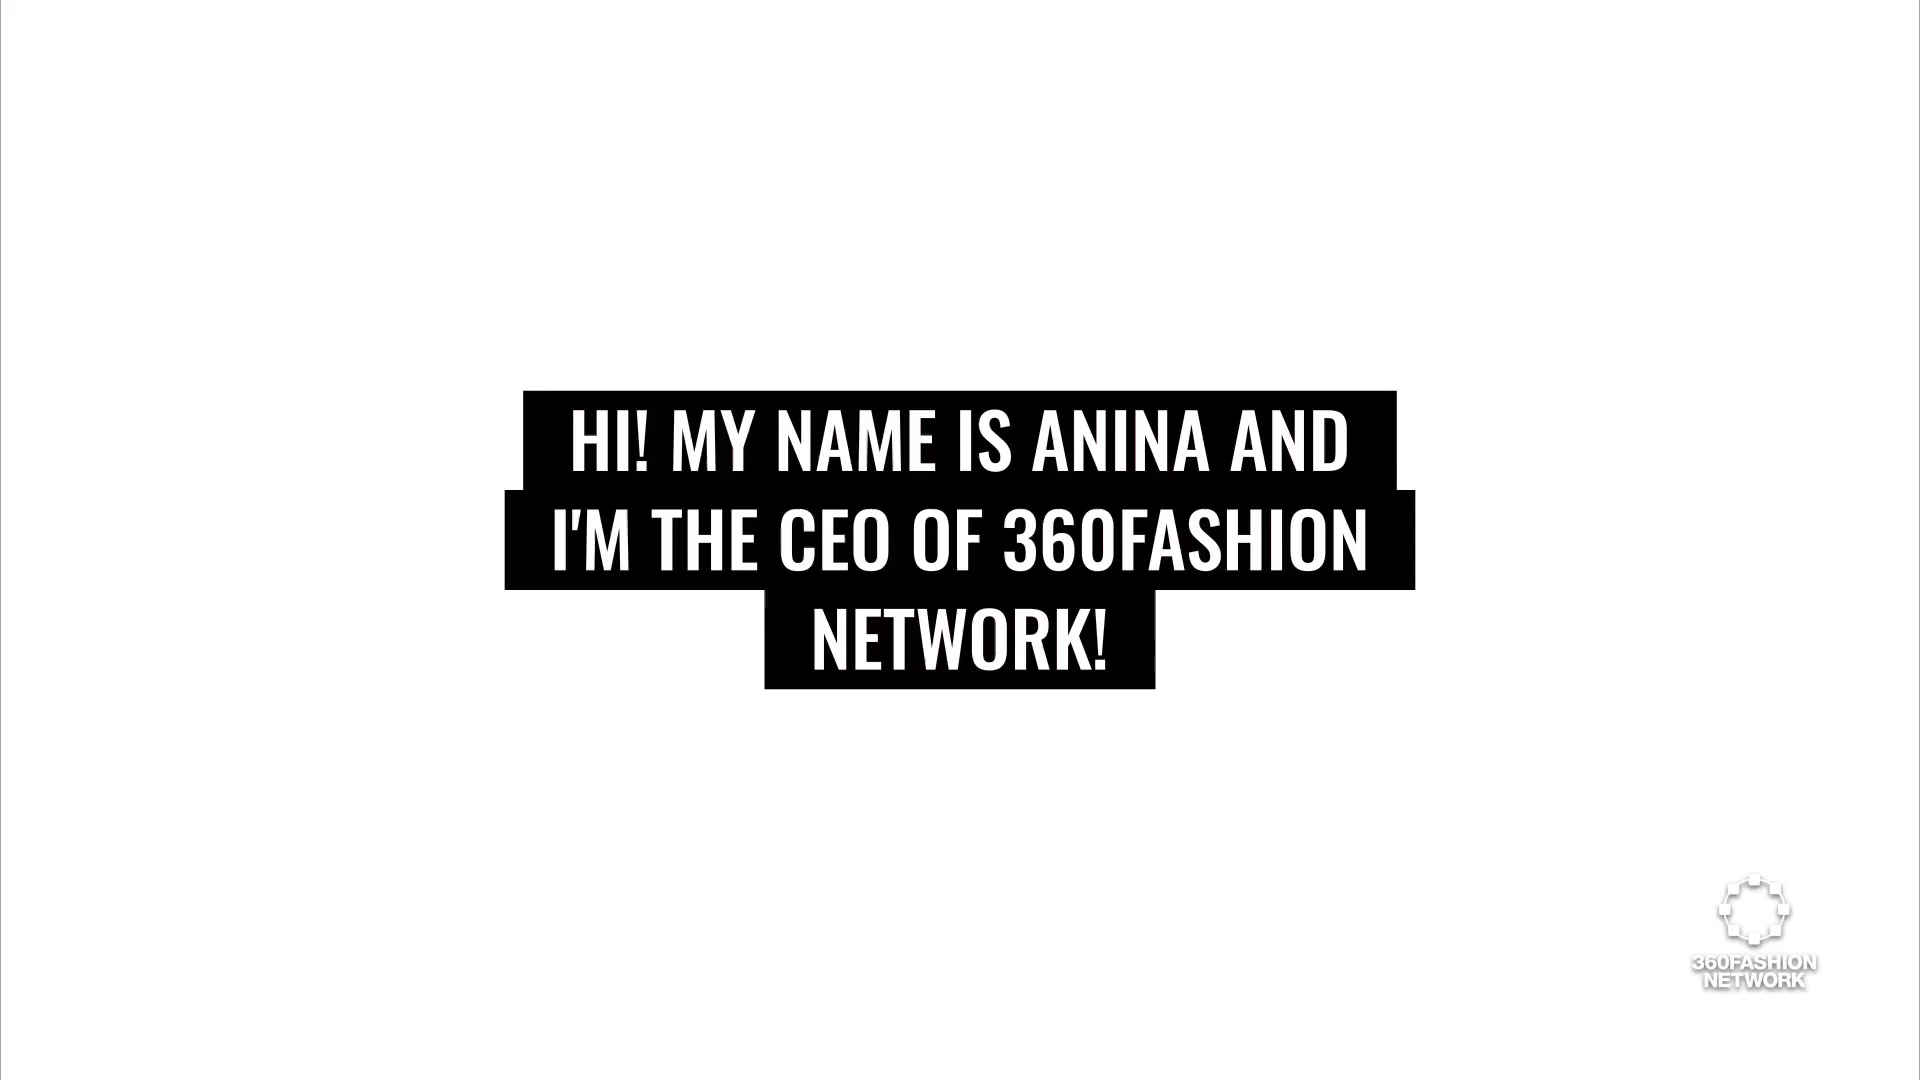 HI! MY NAME IS ANINA AND
I'M THE CEO OF 360FASHION
NETWORK!
360FASHION
NETWORK